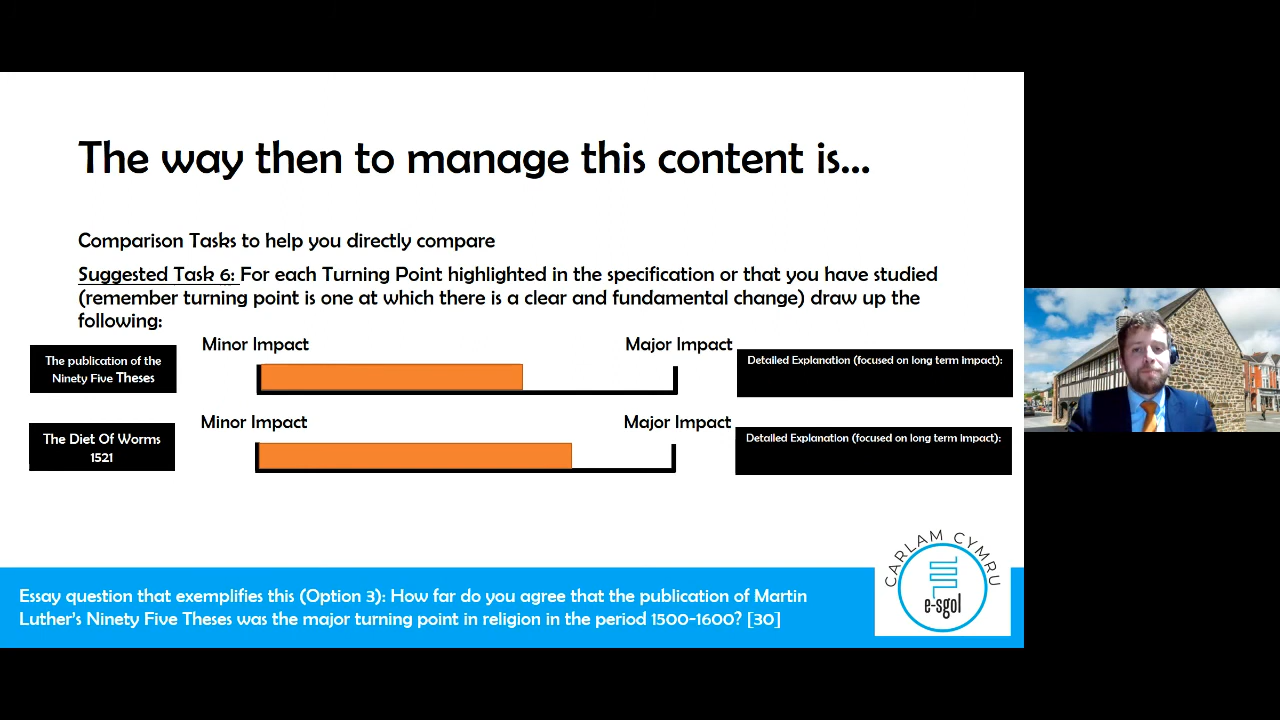 The way then to manage this content is...
Comparison Tasks to help you directly compare
Suggested Task 6: For each Turning Point highlighted in the specification or that you have studied
(remember turning point is one at which there is a clear and fundamental change) draw up the
following:
The publication of the
Ninety Five Theses
Minor Impact
Major Impact
Detailed Explanation (focused on long term impact):
The Diet Of Worms
1521
Minor Impact
Major Impact
Detailed Explanation (focused on long term impact):
Essay question that exemplifies this (Option 3): How far do you agree that the publication of Martin
Luther's Ninety Five Theses was the major turning point in religion in the period 1500-1600? [30]
CARLAM CYMRU
e-sgol